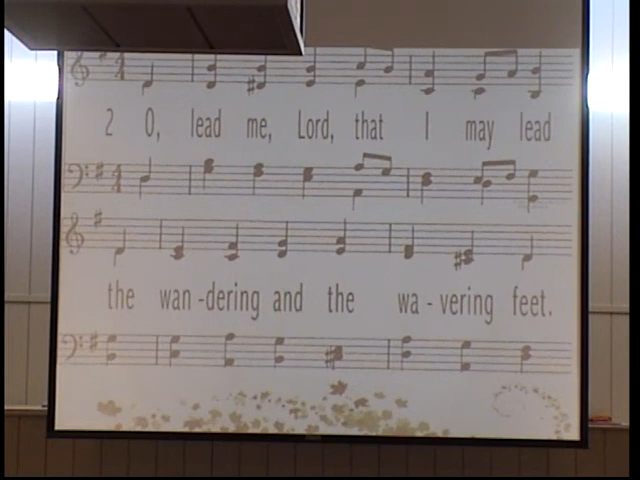 2 O, lead me, Lord, that I may lead
the wan-dering and the wa-vering feet.